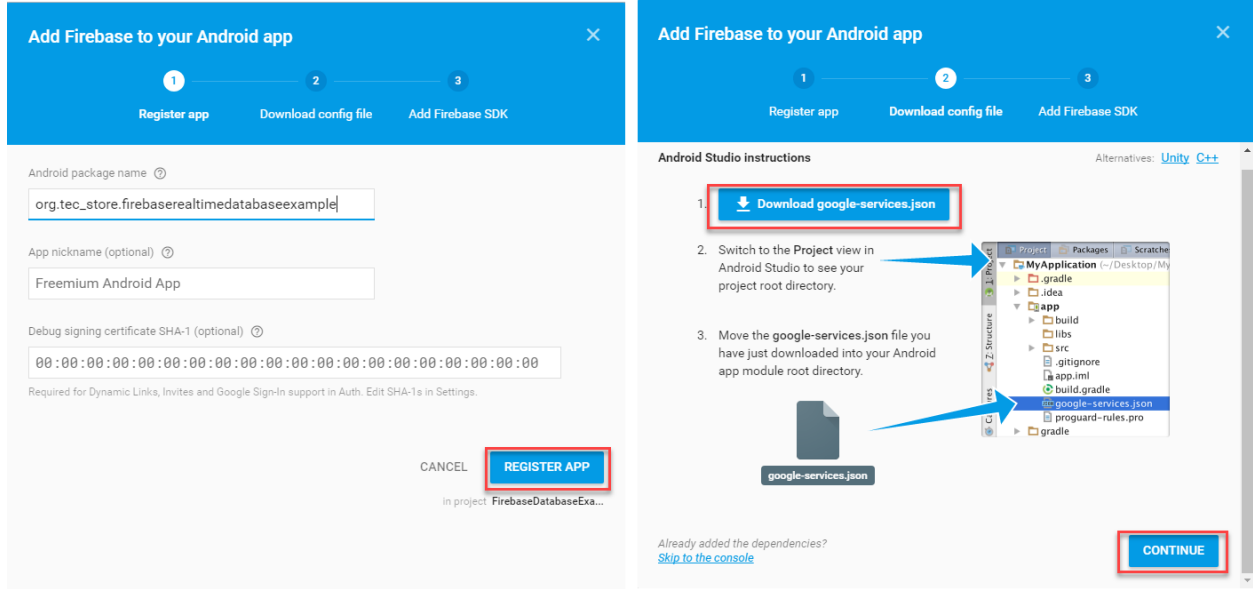 Add Firebase to your Android app
1
2
3
Register app
Download config file
Add Firebase SDK
Android package name
org.tec_store.firebaserealtimedatabaseexample
App nickname (optional)
Freemium Android App
Debug signing certificate SHA-1 (optional)
00:00:00:00:00:00:00:00:00:00:00:00:00:00:00:00:00:00:00:00
Required for Dynamic Links, Invites and Google Sign-In support in Auth. Edit SHA-1s in Settings.
CANCEL
REGISTER APP
in project FirebaseDatabaseExa...
Add Firebase to your Android app
1
2
3
Register app
Download config file
Add Firebase SDK
Android Studio instructions
Alternatives: Unity C++
1. Download google-services.json
2. Switch to the Project view in
Android Studio to see your
project root directory.
3. Move the google-services.json file you
have just downloaded into your Android
app module root directory.
google-services.json
Project
Packages
Scratche
1: Project
Z: Structure
MyApplication (~/Desktop/My
.gradle
.idea
app
build
libs
src
.gitignore
app.iml
build.gradle
google-services.json
proguard-rules.pro
gradle
Already added the dependencies?
Skip to the console
CONTINUE